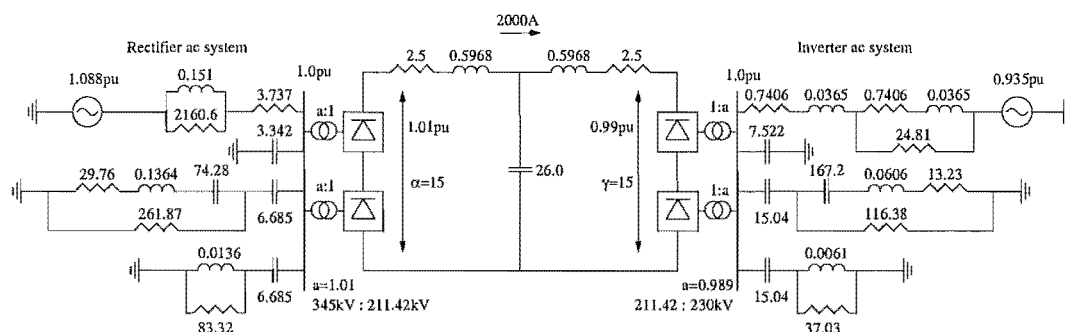 2000A
Rectifier ac system
2.5
0.5968
0.5968
2.5
Inverter ac system
1.088pu
0.151
2160.6
3.737
1.0pu
a:1
3.342
1.01pu
α=15
26.0
0.99pu
γ=15
1.0pu
1:a
0.7406
0.0365
0.7406
0.0365
0.935pu
24.81
7.522
29.76
0.1364
74.28
261.87
6.685
a:1
1:a
15.04
167.2
0.0606
13.23
116.38
0.0136
6.685
83.32
a=1.01
345kV : 211.42kV
a=0.989
211.42 : 230kV
15.04
0.0061
37.03